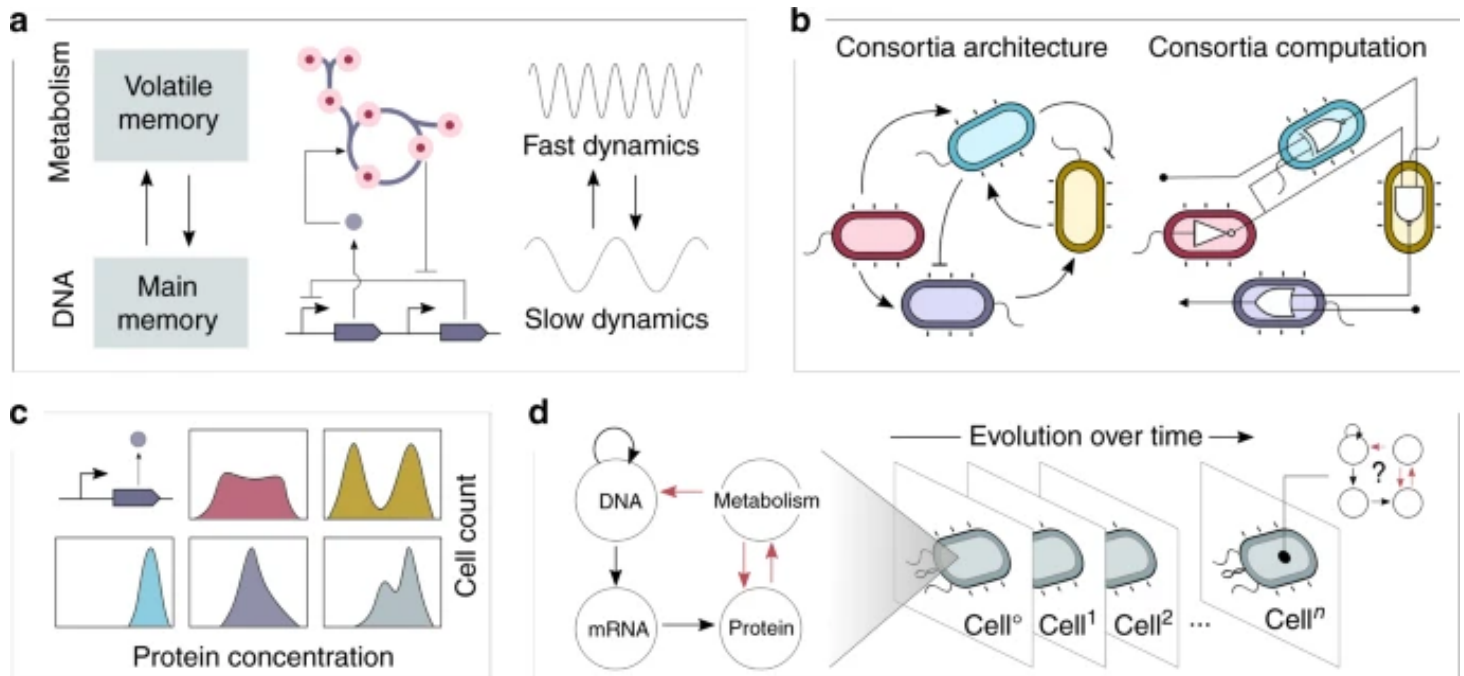 a
Metabolism
DNA
Volatile
memory
Main
memory
Fast dynamics
Slow dynamics
b
Consortia architecture
Consortia computation
c
Cell count
Protein concentration
d
DNA
Metabolism
mRNA
Protein
Evolution over time
Cell°
Cell¹
Cell²
...
Cellⁿ
?